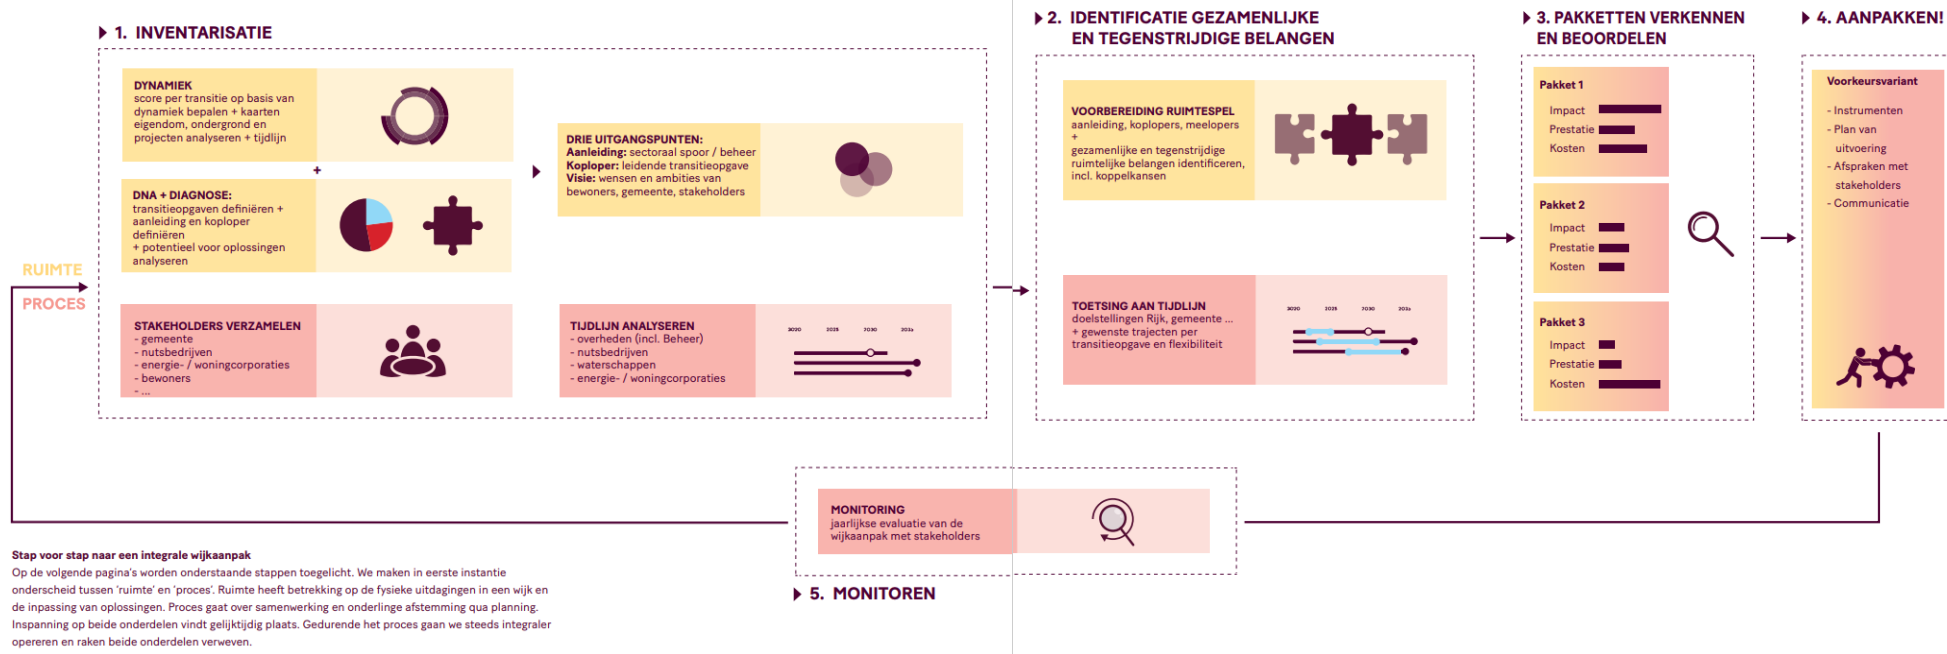 1. INVENTARISATIE
DYNAMIEK
score per transitie op basis van
dynamiek bepalen + kaarten
eigendom, ondergrond en
projecten analyseren + tijdlijn
+
DNA + DIAGNOSE:
transitieopgaven definiëren +
aanleiding en koploper
definiëren
+ potentieel voor oplossingen
analyseren
DRIE UITGANGSPUNTEN:
Aanleiding: sectoraal spoor / beheer
Koploper: leidende transitieopgave
Visie: wensen en ambities van
bewoners, gemeente, stakeholders
RUIMTE
PROCES
STAKEHOLDERS VERZAMELEN
- gemeente
- nutsbedrijven
- energie- / woningcorporaties
- bewoners
- ...
TIJDLIJN ANALYSEREN
- overheden (incl. Beheer)
- nutsbedrijven
- waterschappen
- energie- / woningcorporaties
2020 2025 2030 2035
2. IDENTIFICATIE GEZAMENLIJKE
EN TEGENSTRIJDIGE BELANGEN
VOORBEREIDING RUIMTESPEL
aanleiding, koplopers, meelopers
+
gezamenlijke en tegenstrijdige
ruimtelijke belangen identificeren,
incl. koppelkansen
TOETSING AAN TIJDLIJN
doelstellingen Rijk, gemeente ...
+ gewenste trajecten per
transitieopgave en flexibiliteit
2020 2025 2030 2035
3. PAKKETTEN VERKENNEN
EN BEOORDELEN
Pakket 1
Impact
Prestatie
Kosten
Pakket 2
Impact
Prestatie
Kosten
Pakket 3
Impact
Prestatie
Kosten
4. AANPAKKEN!
Voorkeursvariant
- Instrumenten
- Plan van
uitvoering
- Afspraken met
stakeholders
- Communicatie
MONITORING
jaarlijkse evaluatie van de
wijkaanpak met stakeholders
5. MONITOREN
Stap voor stap naar een integrale wijkaanpak
Op de volgende pagina's worden onderstaande stappen toegelicht. We maken in eerste instantie
onderscheid tussen 'ruimte' en 'proces'. Ruimte heeft betrekking op de fysieke uitdagingen in een wijk en
de inpassing van oplossingen. Proces gaat over samenwerking en onderlinge afstemming qua planning.
Inspanning op beide onderdelen vindt gelijktijdig plaats. Gedurende het proces gaan we steeds integraler
opereren en raken beide onderdelen verweven.